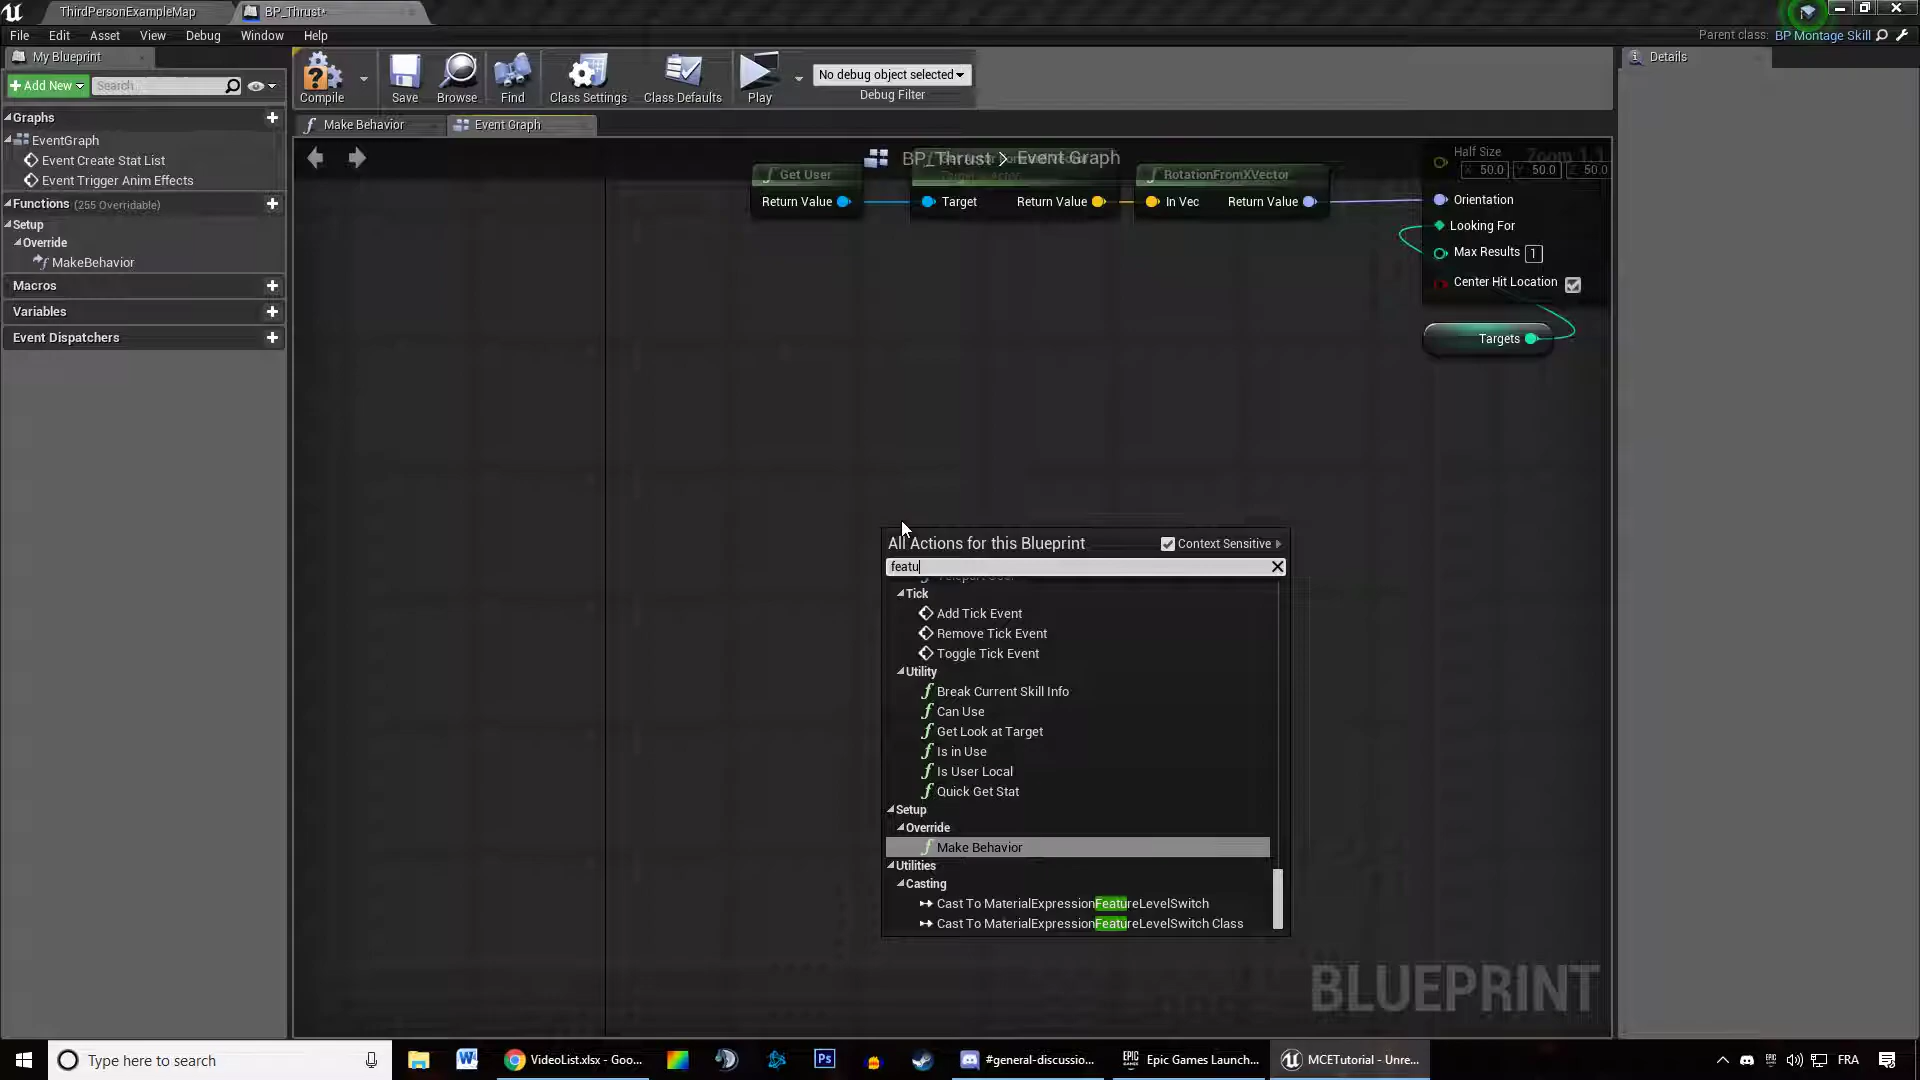 ThirdPersonExampleMap
BP_Thrust*
File Edit Asset View Debug Window Help
Parent class: BP Montage Skill
My Blueprint
Details
Add New
Search
Compile
Save
Browse
Find
Class Settings
Class Defaults
Play
No debug object selected
Debug Filter
Graphs
EventGraph
Event Create Stat List
Event Trigger Anim Effects
Functions (255 Overridable)
Setup
Override
MakeBehavior
Macros
Variables
Event Dispatchers
Make Behavior
Event Graph
BP_Thrust > Event Graph
Get User
Return Value
Target
Return Value
RotationFromXVector
In Vec
Return Value
Half Size
X 50.0 Y 50.0 Z 50.0
Orientation
Looking For
Max Results 1
Center Hit Location
Targets
All Actions for this Blueprint
Context Sensitive
featu
Tick
Add Tick Event
Remove Tick Event
Toggle Tick Event
Utility
f Break Current Skill Info
f Can Use
f Get Look at Target
f Is in Use
f Is User Local
f Quick Get Stat
Setup
Override
f Make Behavior
Utilities
Casting
Cast To MaterialExpressionFeatureLevelSwitch
Cast To MaterialExpressionFeatureLevelSwitch Class
BLUEPRINT
Type here to search
VideoList.xlsx - Goo...
Ps
#general-discussio...
Epic Games Launch...
MCETutorial - Unre...
FRA